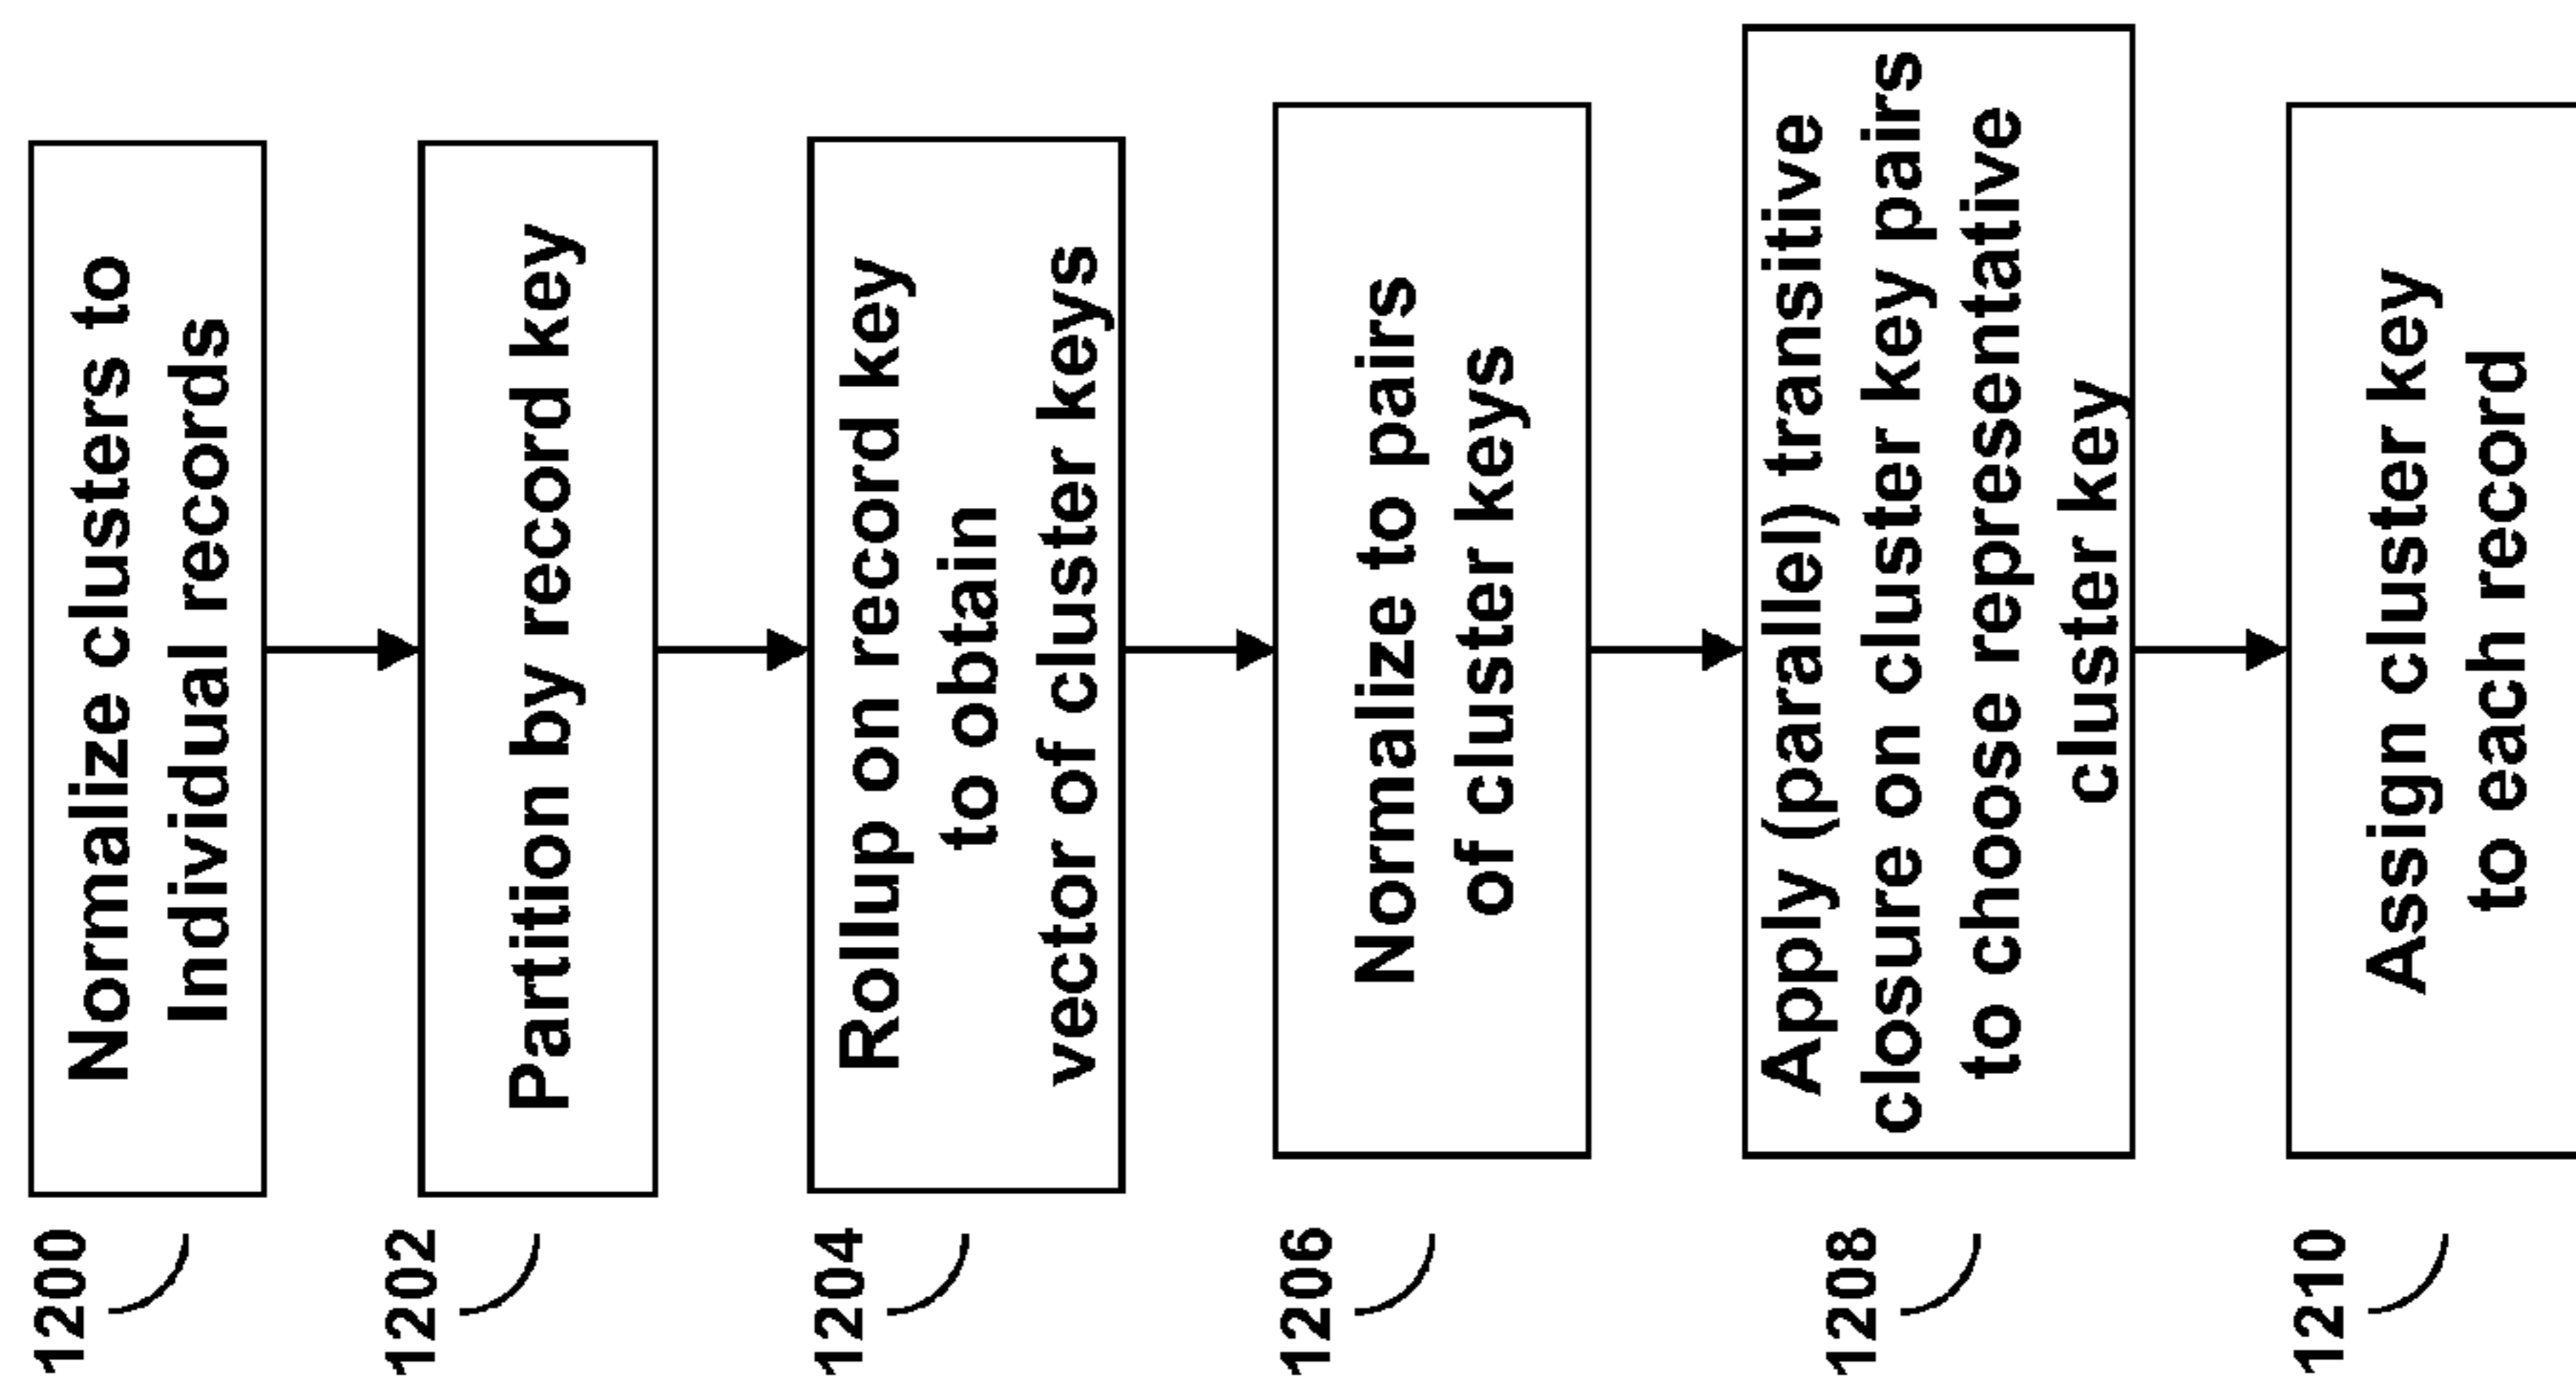 1200
Normalize clusters to
Individual records
1202
Partition by record key
1204
Rollup on record key
to obtain
vector of cluster keys
1206
Normalize to pairs
of cluster keys
1208
Apply (parallel) transitive
closure on cluster key pairs
to choose representative
cluster key
1210
Assign cluster key
to each record